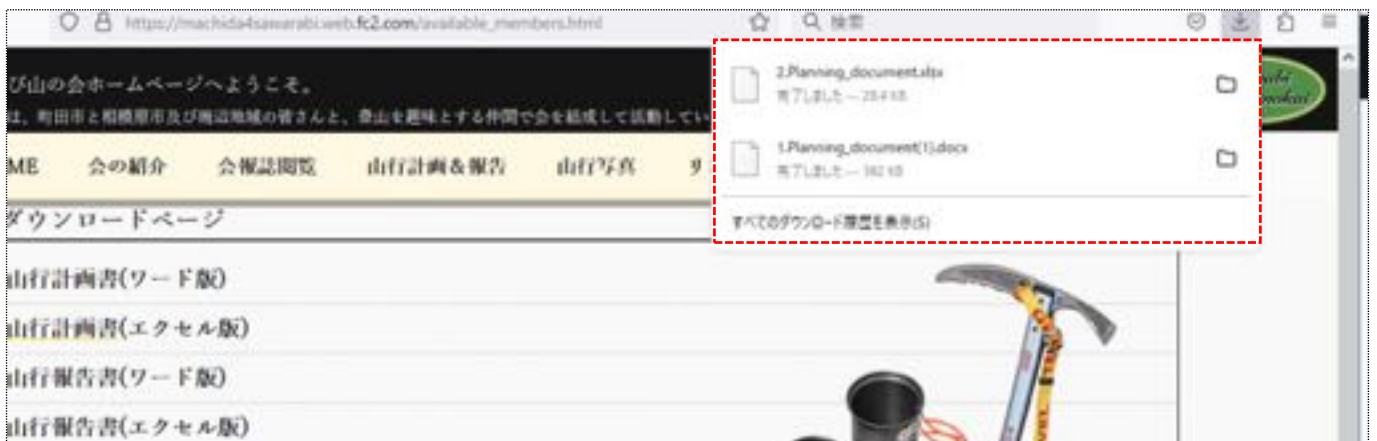 https://machida4sawarabi.web.fc2.com/available_members.html
検索
び山の会ホームページへようこそ。
は、町田市と相模原市及び周辺地域の皆さんと、登山を趣味とする仲間で会を結成して活動してい
ME 会の紹介 会報誌閲覧 山行計画&報告 山行写真 リ
2.Planning_document.xltx
完了しました —
1.Planning_document(1).docx
完了しました — 382 KB
すべてのダウンロード履歴を表示(S)
ダウンロードページ
山行計画書(ワード版)
山行計画書(エクセル版)
山行報告書(ワード版)
山行報告書(エクセル版)